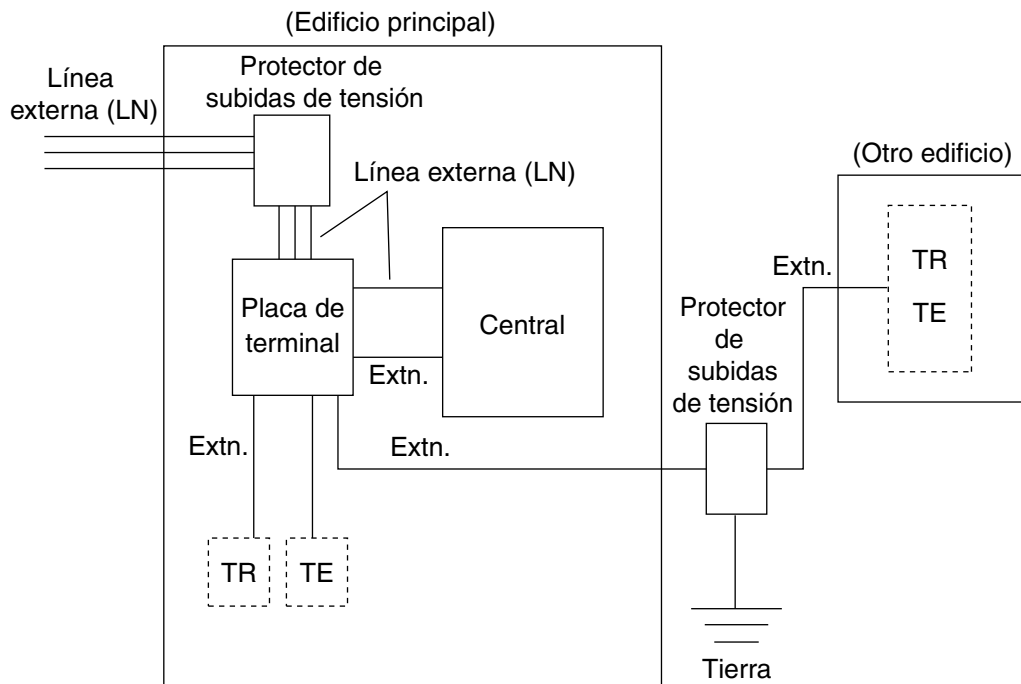 (Edificio principal)
Línea
externa (LN)
Protector de
subidas de tensión
Línea externa (LN)
(Otro edificio)
Placa de
terminal
Central
Extn.
Extn.
Extn.
TR
TE
Protector
de
subidas
de tensión
Extn.
TR
TE
Tierra